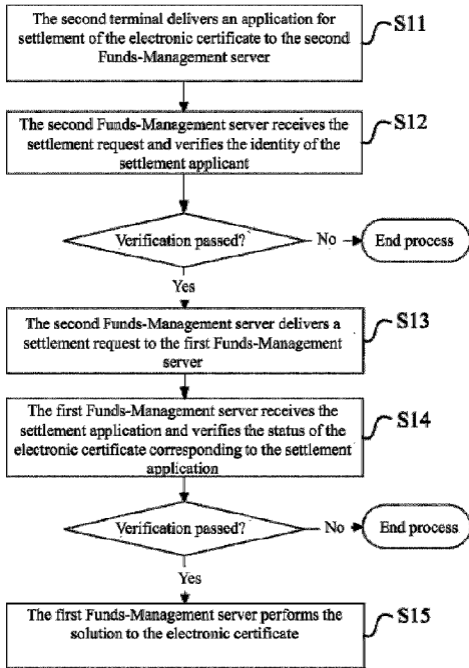 The second terminal delivers an application for
settlement of the electronic certificate to the second
Funds-Management server
S11
The second Funds-Management server receives the
settlement request and verifies the identity of the
settlement applicant
S12
Verification passed?
No
End process
Yes
The second Funds-Management server delivers a
settlement request to the first Funds-Management
server
S13
The first Funds-Management server receives the
settlement application and verifies the status of the
electronic certificate corresponding to the settlement
application
S14
Verification passed?
No
End process
Yes
The first Funds-Management server performs the
solution to the electronic certificate
S15